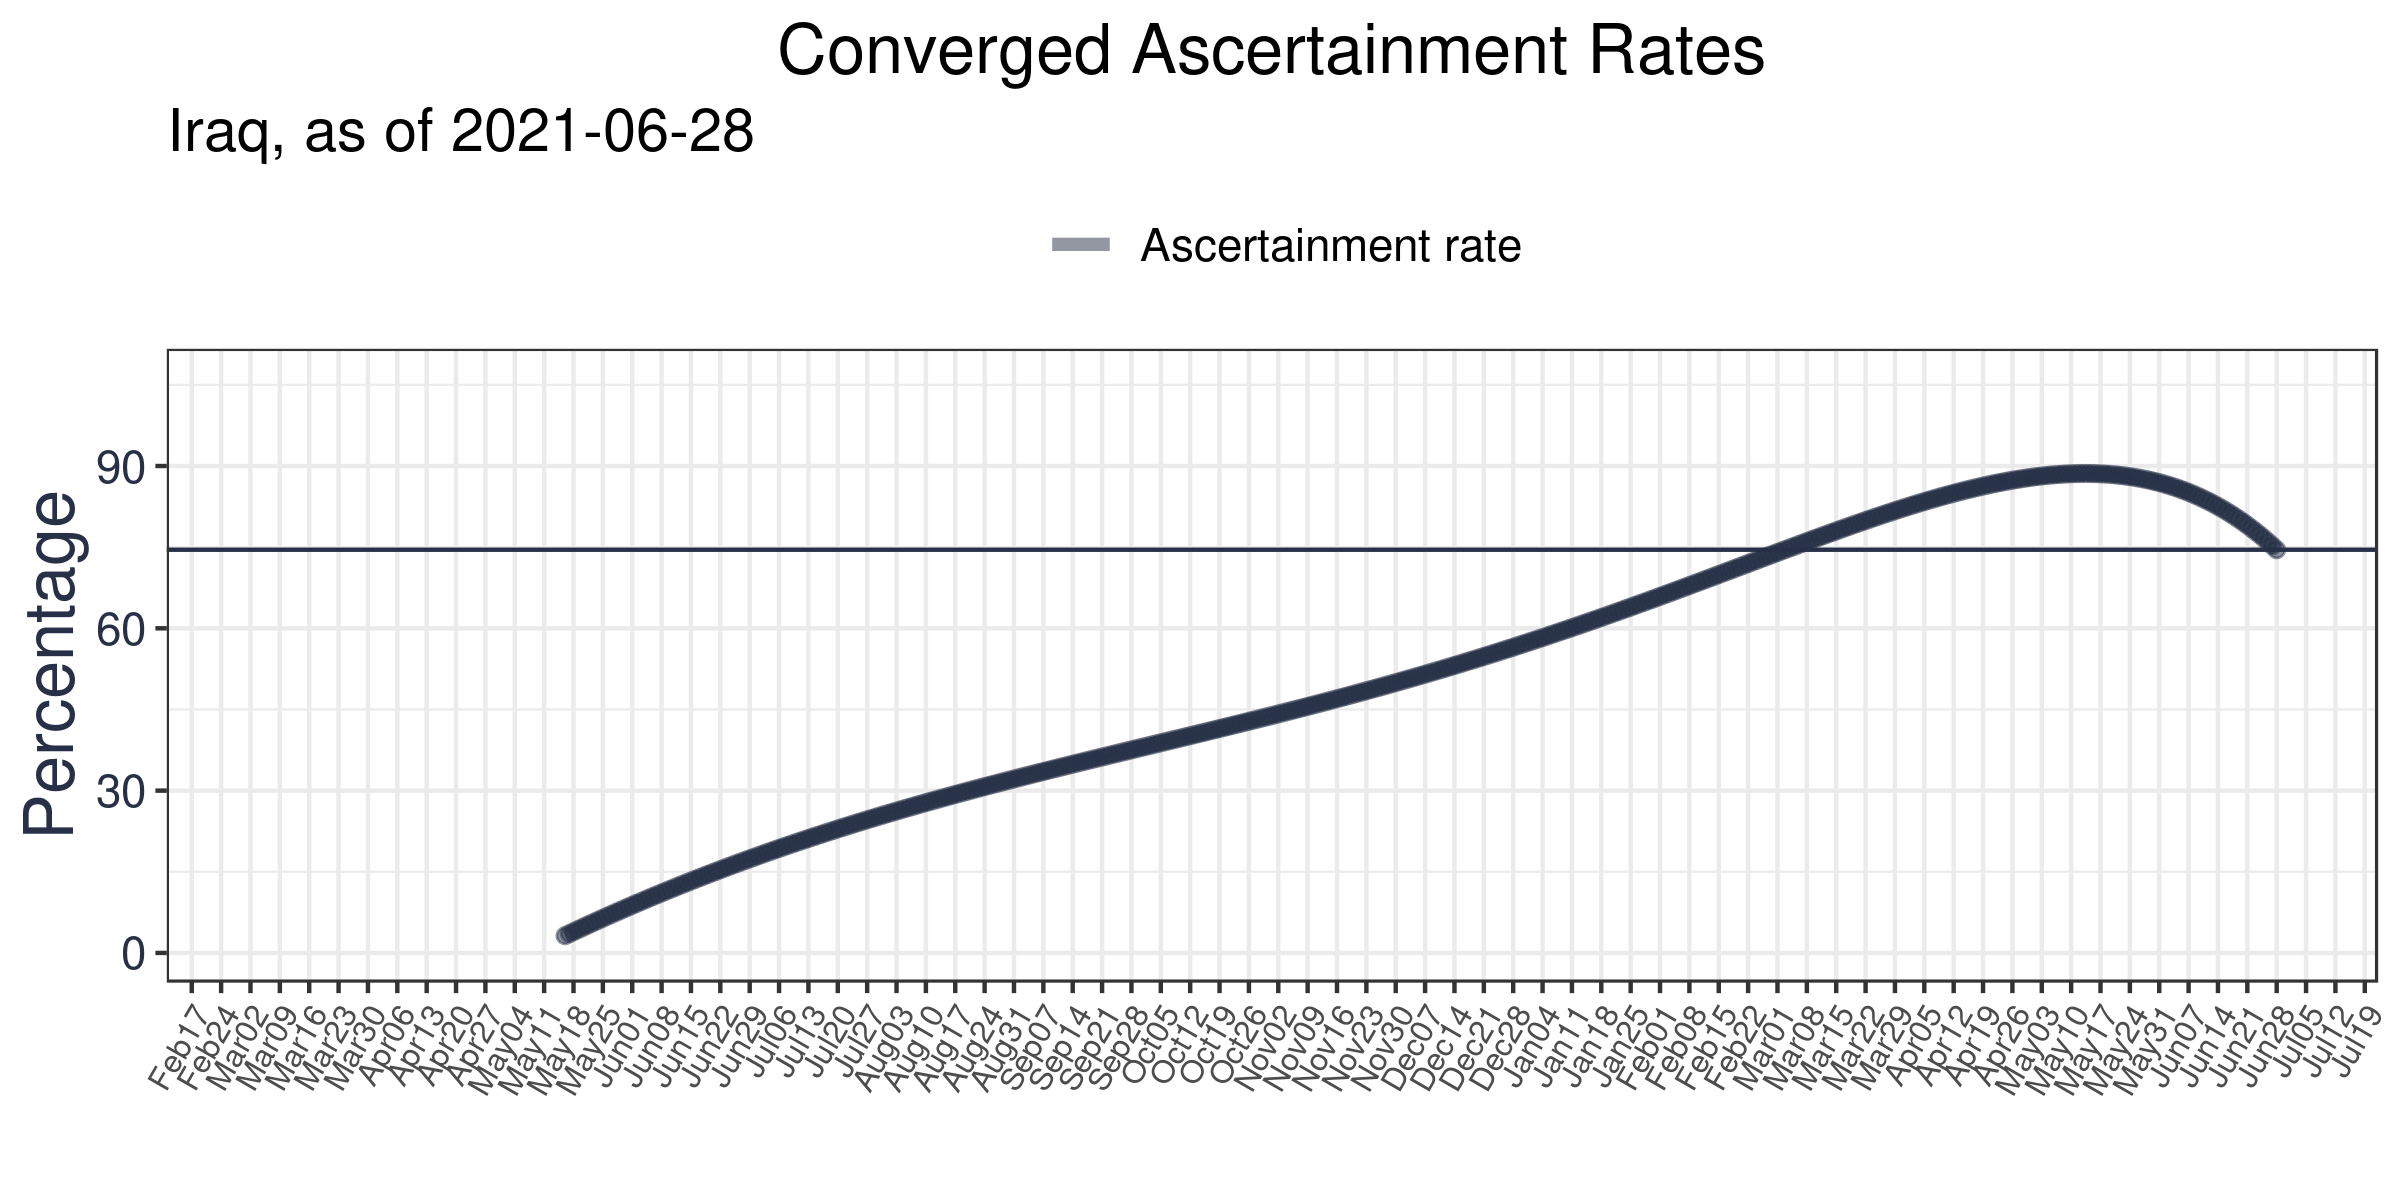 Converged Ascertainment Rates
Iraq, as of 2021-06-28
Ascertainment rate
Percentage
90
60
30
0
Feb17
Feb24
Mar02
Mar09
Mar16
Mar23
Mar30
Apr06
Apr13
Apr20
Apr27
May04
May11
May18
May25
Jun01
Jun08
Jun15
Jun22
Jun29
Jul06
Jul13
Jul20
Jul27
Aug03
Aug10
Aug17
Aug24
Aug31
Sep07
Sep14
Sep21
Sep28
Oct05
Oct12
Oct19
Oct26
Nov02
Nov09
Nov16
Nov23
Nov30
Dec07
Dec14
Dec21
Dec28
Jan04
Jan11
Jan18
Jan25
Feb01
Feb08
Feb15
Feb22
Mar01
Mar08
Mar15
Mar22
Mar29
Apr05
Apr12
Apr19
Apr26
May03
May10
May17
May24
May31
Jun07
Jun14
Jun21
Jun28
Jul05
Jul12
Jul19